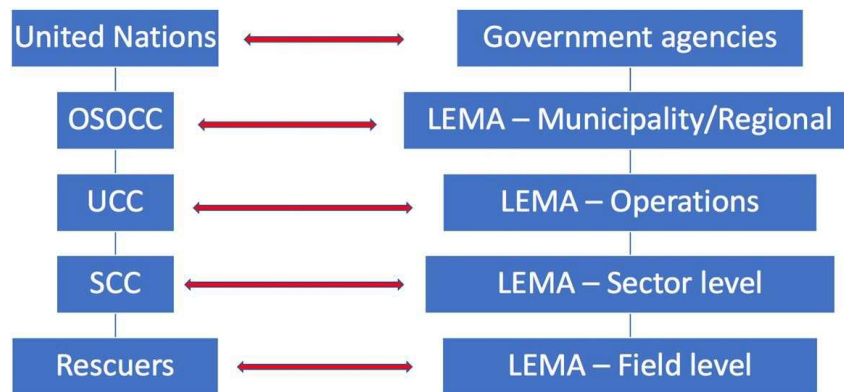 United Nations
Government agencies
OSOCC
LEMA – Municipality/Regional
UCC
LEMA – Operations
SCC
LEMA – Sector level
Rescuers
LEMA – Field level